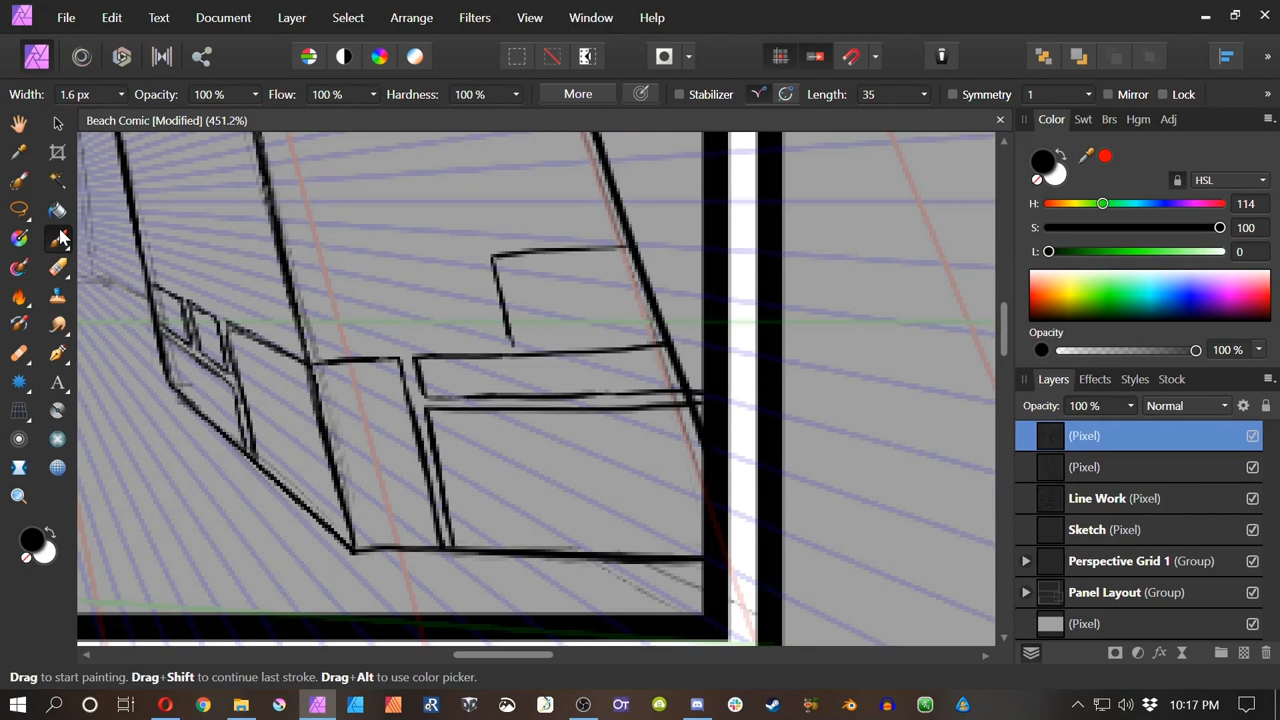 File Edit Text Document Layer Select Arrange Filters View Window Help
Width: 1.6 px Opacity: 100 % Flow: 100 % Hardness: 100 % More Stabilizer Length: 35 Symmetry 1 Mirror Lock
Beach Comic [Modified] (451.2%)
Color Swt Brs Hgm Adj
HSL
H: 114
S: 100
L: 0
Opacity
100 %
Layers Effects Styles Stock
Opacity: 100 % Normal
(Pixel)
(Pixel)
Line Work (Pixel)
Sketch (Pixel)
Perspective Grid 1 (Group)
Panel Layout (Group)
(Pixel)
Drag to start painting. Drag+Shift to continue last stroke. Drag+Alt to use color picker.
10:17 PM